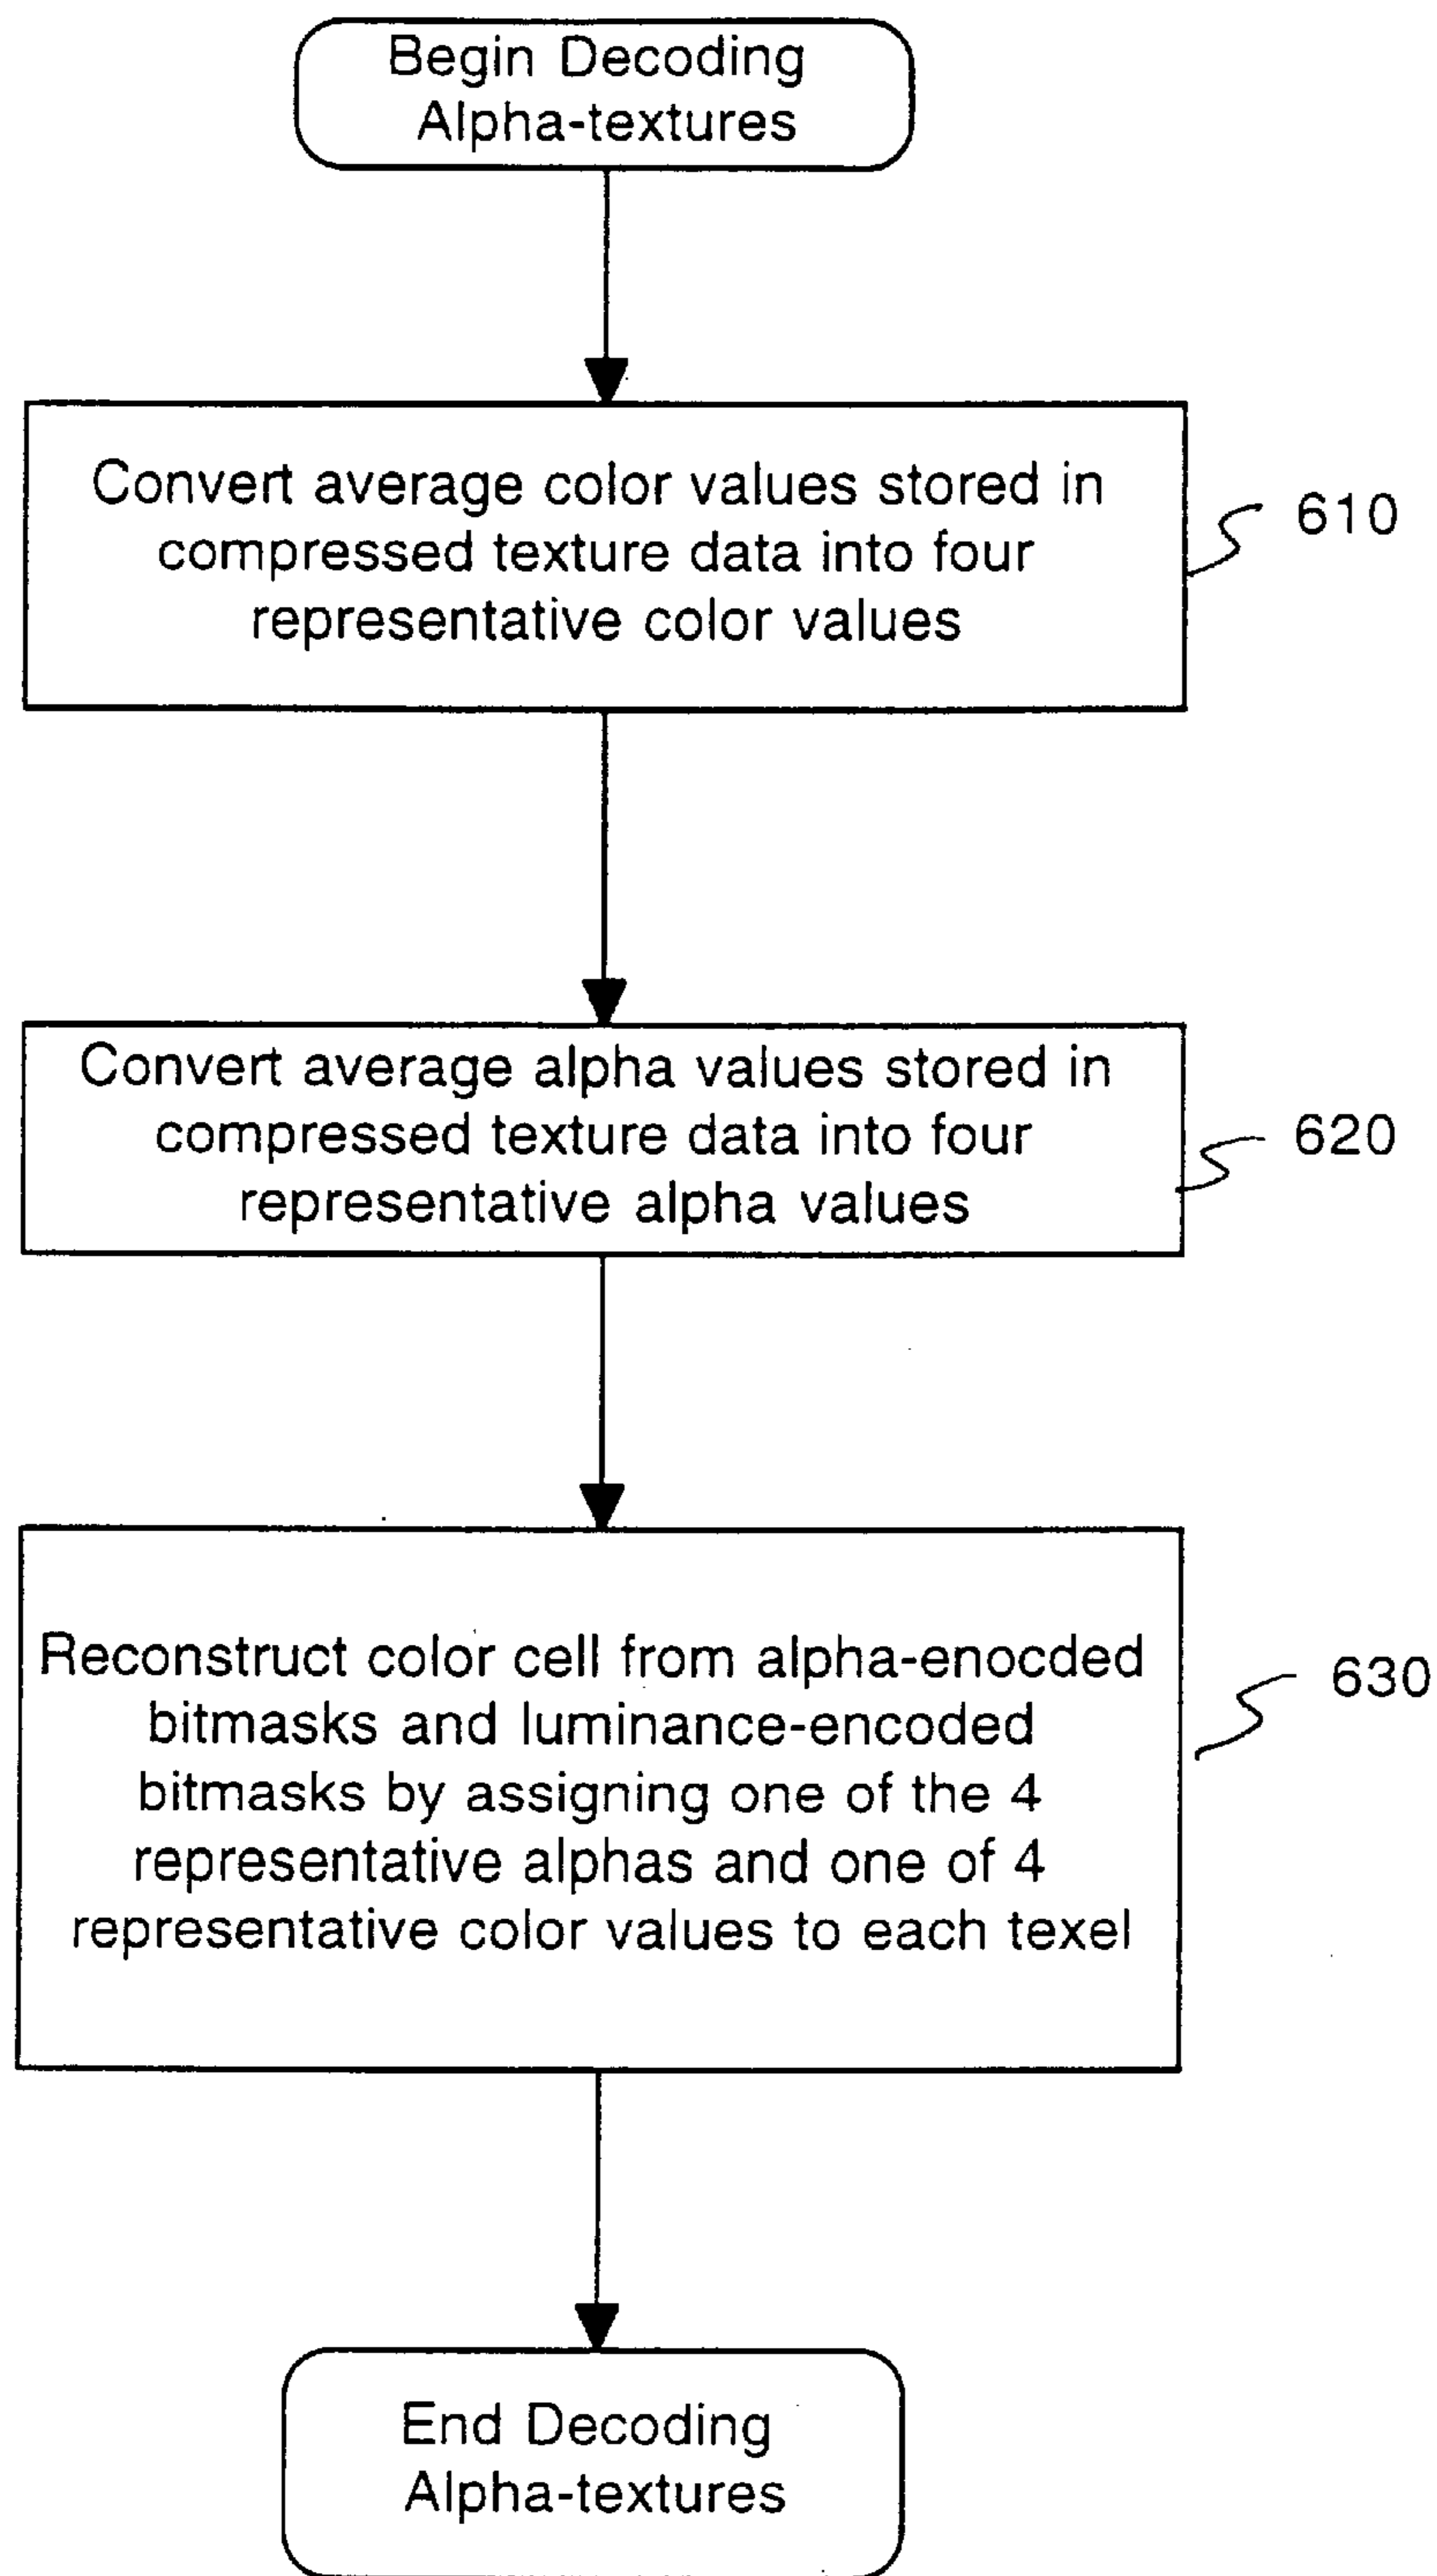 Begin Decoding
Alpha-textures
Convert average color values stored in
compressed texture data into four
representative color values
610
Convert average alpha values stored in
compressed texture data into four
representative alpha values
620
Reconstruct color cell from alpha-enocded
bitmasks and luminance-encoded
bitmasks by assigning one of the 4
representative alphas and one of 4
representative color values to each texel
630
End Decoding
Alpha-textures